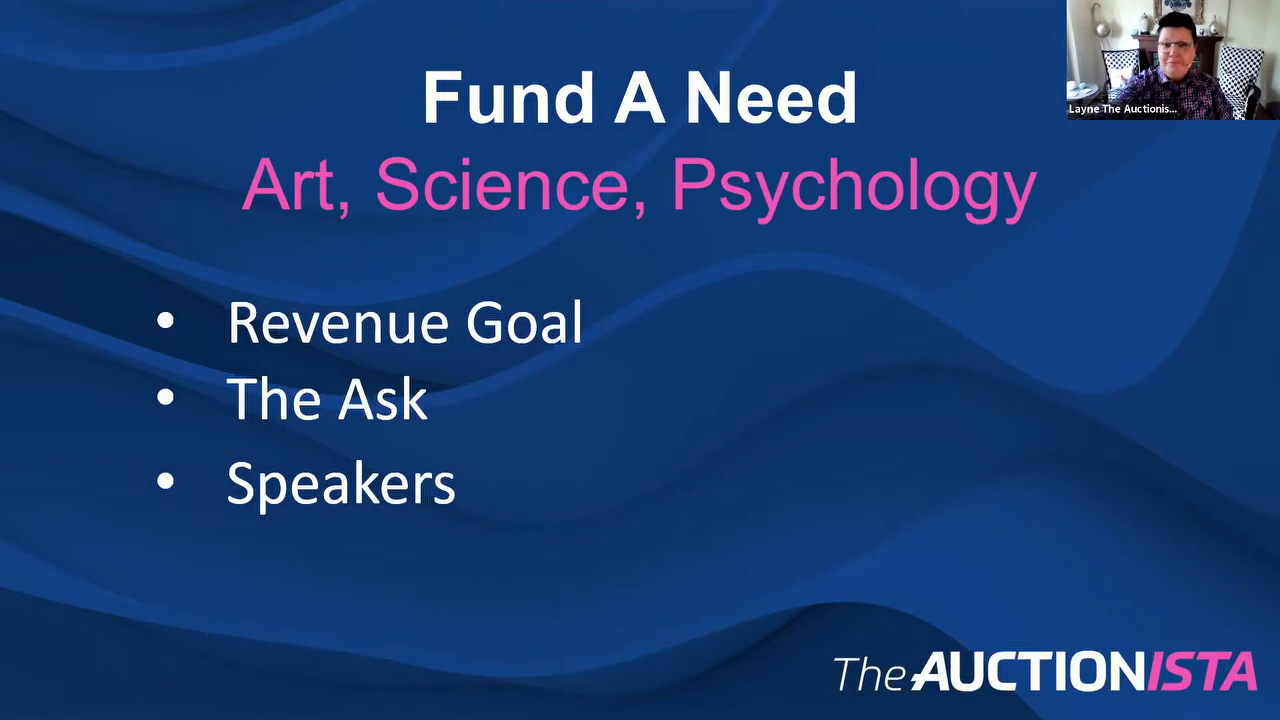 Fund A Need
Art, Science, Psychology
Layne The Auctionis...
• Revenue Goal
• The Ask
• Speakers
The AUCTIONISTA